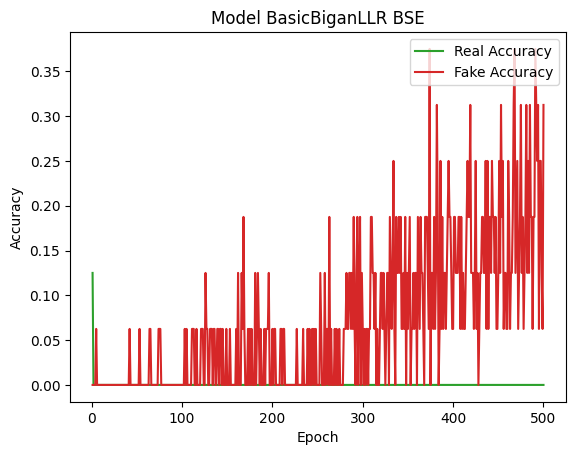 Model BasicBiganLLR BSE
Real Accuracy
Fake Accuracy
Accuracy
0.35
0.30
0.25
0.20
0.15
0.10
0.05
0.00
0 100 200 300 400 500
Epoch